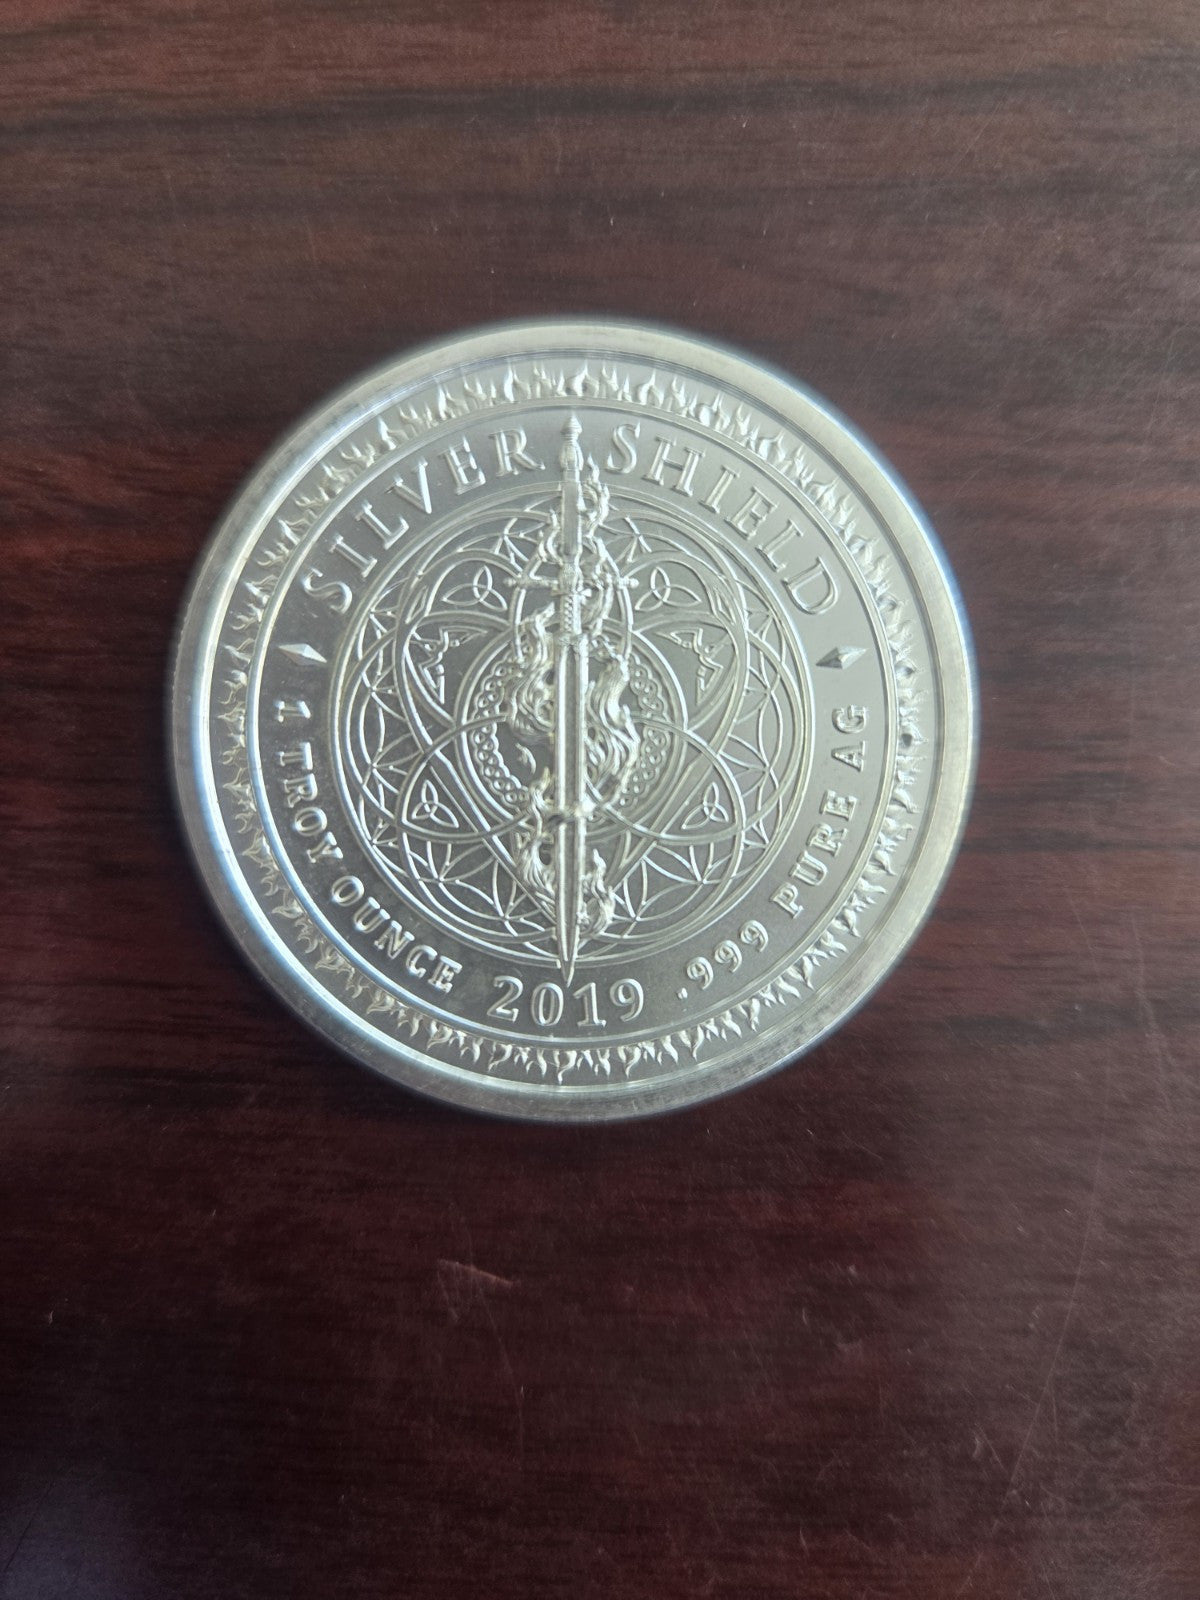 SILVER SHIELD
1 TROY OUNCE 2019 .999 PURE AG